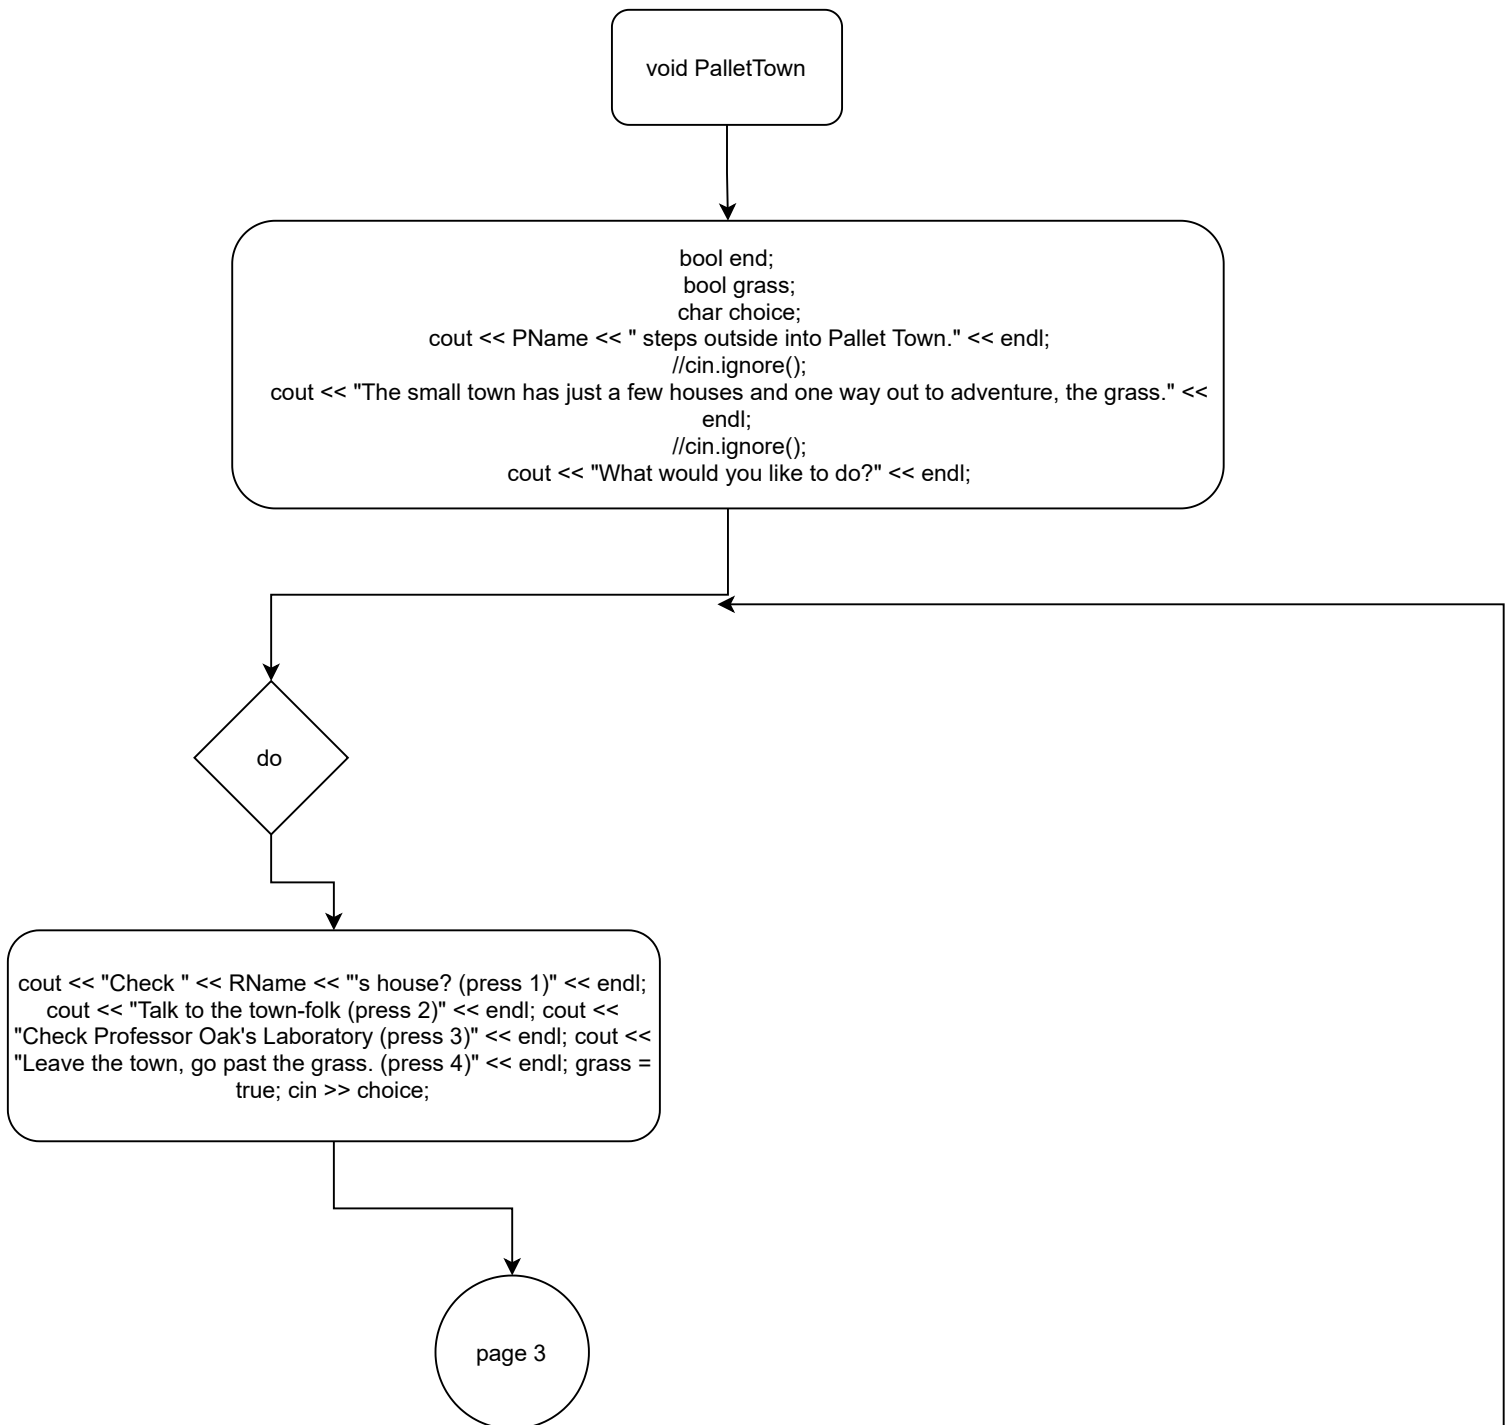 void PalletTown
bool end;
bool grass;
char choice;
cout << PName << " steps outside into Pallet Town." << endl;
//cin.ignore();
cout << "The small town has just a few houses and one way out to adventure, the grass." <<
endl;
//cin.ignore();
cout << "What would you like to do?" << endl;
do
cout << "Check " << RName << "'s house? (press 1)" << endl;
cout << "Talk to the town-folk (press 2)" << endl; cout <<
"Check Professor Oak's Laboratory (press 3)" << endl; cout <<
"Leave the town, go past the grass. (press 4)" << endl; grass =
true; cin >> choice;
page 3